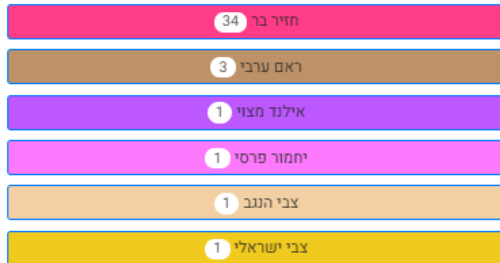 חזיר בר 34
ראם ערבי 3
אילנד מצוי 1
יחמור פרסי 1
צבי הנגב 1
צבי ישראלי 1